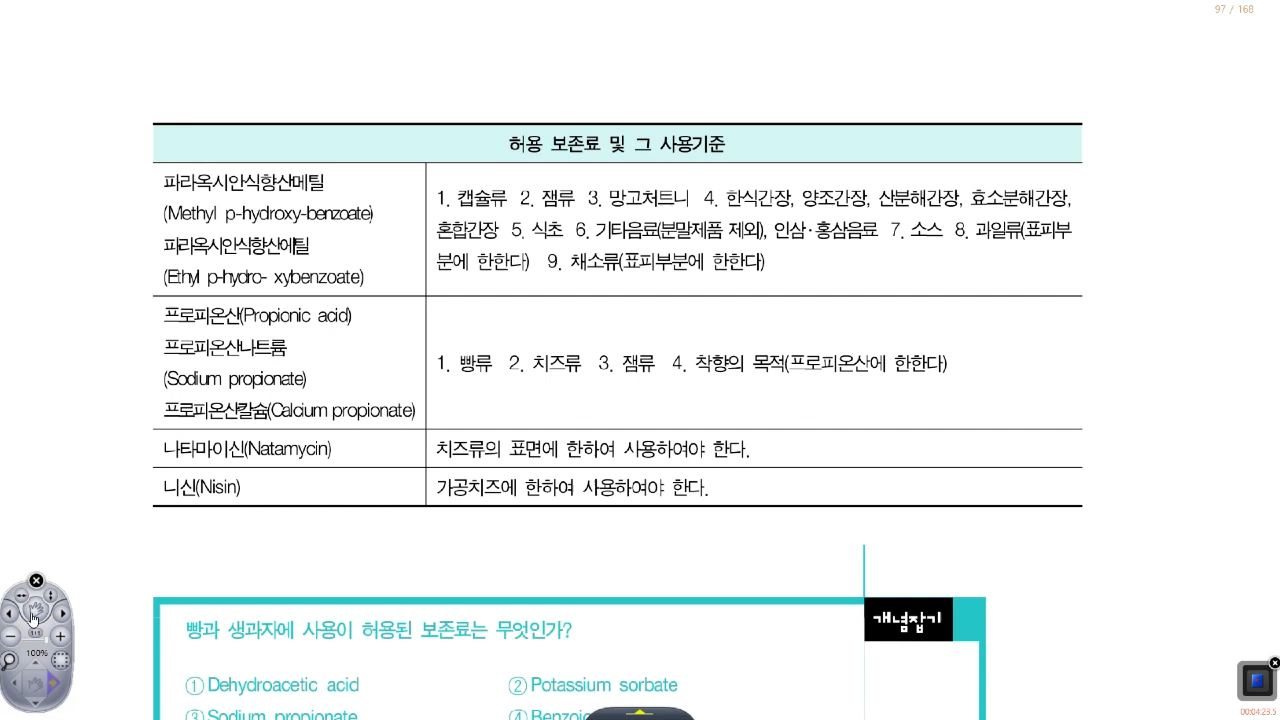 97 / 168
허용 보존료 및 그 사용기준
파라옥시안식향산메틸
(Methyl p-hydroxy-benzoate)
파라옥시안식향산에틸
(Ethyl p-hydro- xybenzoate)
1. 캡슐류 2. 잼류 3. 망고처트니 4. 한식간장, 양조간장, 산분해간장, 효소분해간장,
혼합간장 5. 식초 6. 기타음료(분말제품 제외), 인삼·홍삼음료 7. 소스 8. 과일류(표피부
분에 한한다) 9. 채소류(표피부분에 한한다)
프로피온산(Propionic acid)
프로피온산나트륨
(Sodium propionate)
프로피온산칼슘(Calcium propionate)
1. 빵류 2. 치즈류 3. 잼류 4. 착향의 목적(프로피온산에 한한다)
나타마이신(Natamycin)
치즈류의 표면에 한하여 사용하여야 한다.
니신(Nisin)
가공치즈에 한하여 사용하여야 한다.
개념잡기
빵과 생과자에 사용이 허용된 보존료는 무엇인가?
① Dehydroacetic acid
② Potassium sorbate
③ Sodium propionate
④
100%
00:04:23.5